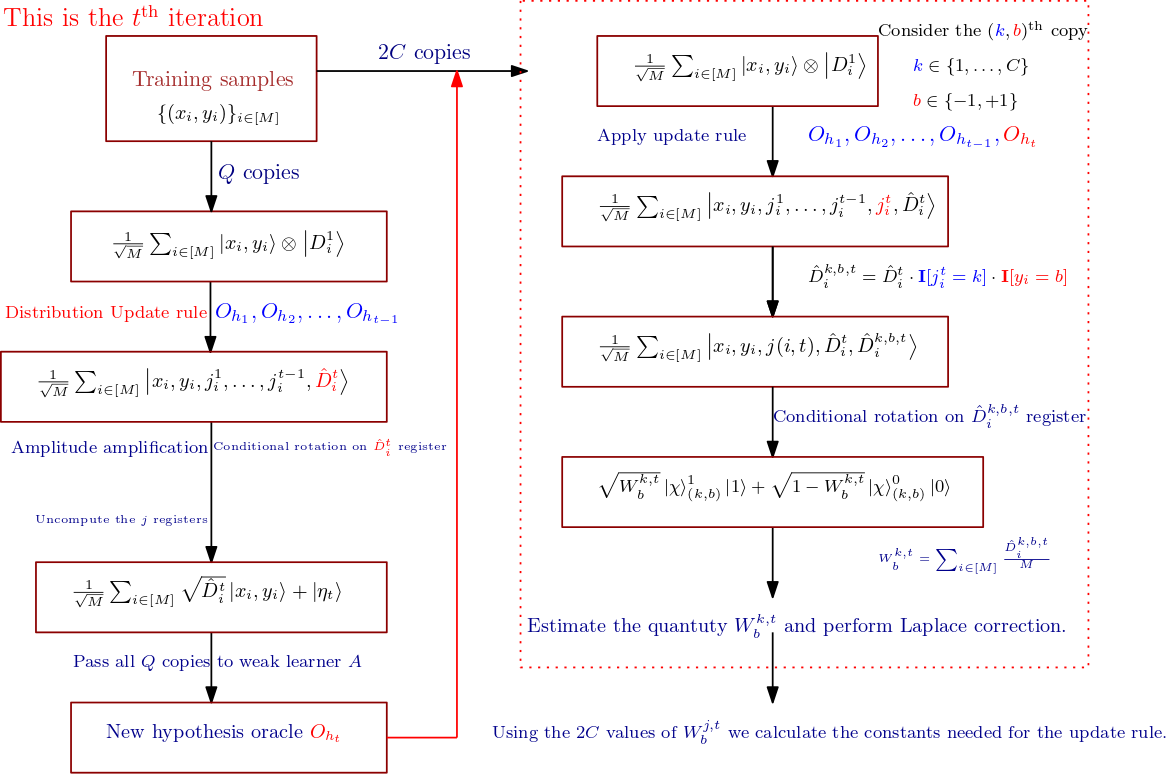 This is the $t^{\text{th}}$ iteration
Training samples
$\{(x_i, y_i)\}_{i\in[M]}$
$2C$ copies
$Q$ copies
$\frac{1}{\sqrt{M}} \sum_{i\in[M]} |x_i, y_i\rangle \otimes |D_i^1\rangle$
Distribution Update rule $O_{h_1}, O_{h_2}, \ldots, O_{h_{t-1}}$
$\frac{1}{\sqrt{M}} \sum_{i\in[M]} |x_i, y_i, j_i^1, \ldots, j_i^{t-1}, \hat{D}_i^t\rangle$
Amplitude amplification Conditional rotation on $\hat{D}_i^t$ register
Uncompute the $j$ registers
$\frac{1}{\sqrt{M}} \sum_{i\in[M]} \sqrt{\hat{D}_i^t} |x_i, y_i\rangle + |\eta_t\rangle$
Pass all $Q$ copies to weak learner $A$
New hypothesis oracle $O_{h_t}$
Consider the $(k, b)^{\text{th}}$ copy
$k \in \{1, \ldots, C\}$
$b \in \{-1, +1\}$
$\frac{1}{\sqrt{M}} \sum_{i\in[M]} |x_i, y_i\rangle \otimes |D_i^1\rangle$
Apply update rule $O_{h_1}, O_{h_2}, \ldots, O_{h_{t-1}}, O_{h_t}$
$\frac{1}{\sqrt{M}} \sum_{i\in[M]} |x_i, y_i, j_i^1, \ldots, j_i^{t-1}, j_i^t, \hat{D}_i^t\rangle$
$\hat{D}_i^{k,b,t} = \hat{D}_i^t \cdot \mathbf{I}[j_i^t = k] \cdot \mathbf{I}[y_i = b]$
$\frac{1}{\sqrt{M}} \sum_{i\in[M]} |x_i, y_i, j(i,t), \hat{D}_i^t, \hat{D}_i^{k,b,t}\rangle$
Conditional rotation on $\hat{D}_i^{k,b,t}$ register
$\sqrt{W_b^{k,t}} |\chi\rangle_{(k,b)}^1 |1\rangle + \sqrt{1 - W_b^{k,t}} |\chi\rangle_{(k,b)}^0 |0\rangle$
$W_b^{k,t} = \sum_{i\in[M]} \frac{\hat{D}_i^{k,b,t}}{M}$
Estimate the quantuty $W_b^{k,t}$ and perform Laplace correction.
Using the $2C$ values of $W_b^{j,t}$ we calculate the constants needed for the update rule.